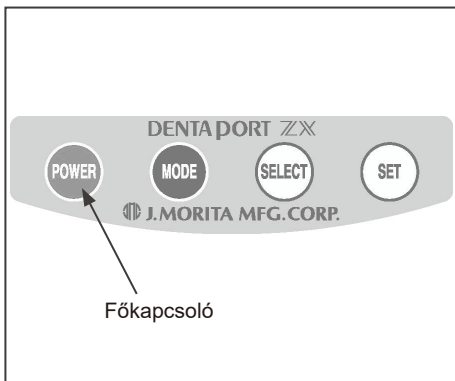 DENTAPORT ZX
POWER MODE SELECT SET
J.MORITA MFG.CORP.
Főkapcsoló